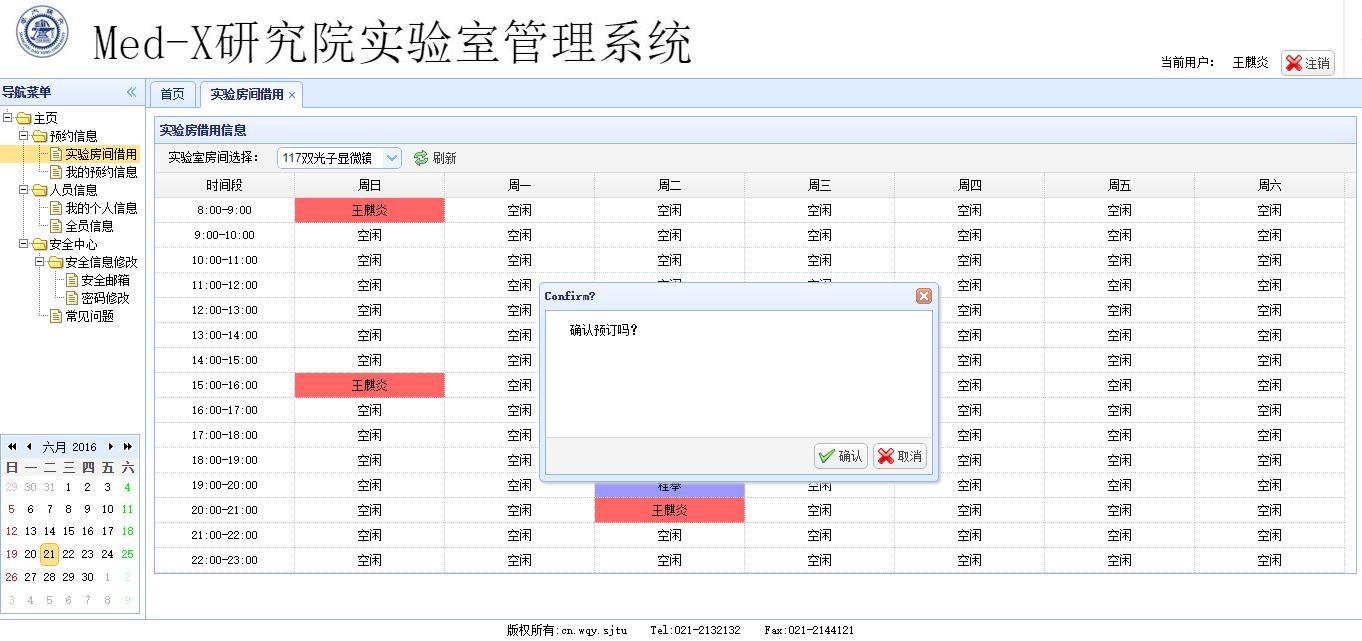 Med-X研究院实验室管理系统
当前用户： 王麒炎 注销
导航菜单
首页 实验房间借用
主页
预约信息
实验房间借用
我的预约信息
人员信息
我的个人信息
全员信息
安全中心
安全信息修改
安全邮箱
密码修改
常见问题
六月 2016
日 一 二 三 四 五 六
29 30 31 1 2 3 4
5 6 7 8 9 10 11
12 13 14 15 16 17 18
19 20 21 22 23 24 25
26 27 28 29 30 1 2
3 4 5 6 7 8 9
实验房借用信息
实验室房间选择： 117双光子显微镜 刷新
时间段 周日 周一 周二 周三 周四 周五 周六
8:00-9:00 王麒炎 空闲 空闲 空闲 空闲 空闲 空闲
9:00-10:00 空闲 空闲 空闲 空闲 空闲 空闲 空闲
10:00-11:00 空闲 空闲 空闲 空闲 空闲 空闲 空闲
11:00-12:00 空闲 空闲 空闲 空闲 空闲 空闲 空闲
12:00-13:00 空闲 空闲 空闲 空闲 空闲
13:00-14:00 空闲 空闲 空闲 空闲 空闲
14:00-15:00 空闲 空闲 空闲 空闲 空闲
15:00-16:00 王麒炎 空闲 空闲 空闲 空闲
16:00-17:00 空闲 空闲 空闲 空闲 空闲
17:00-18:00 空闲 空闲 空闲 空闲 空闲
18:00-19:00 空闲 空闲 空闲 空闲 空闲
19:00-20:00 空闲 空闲 空闲 空闲 空闲 空闲
20:00-21:00 空闲 空闲 王麒炎 空闲 空闲 空闲 空闲
21:00-22:00 空闲 空闲 空闲 空闲 空闲 空闲 空闲
22:00-23:00 空闲 空闲 空闲 空闲 空闲 空闲 空闲
Confirm?
确认预订吗?
确认 取消
版权所有:cn.wqy.sjtu Tel:021-2132132 Fax:021-2144121